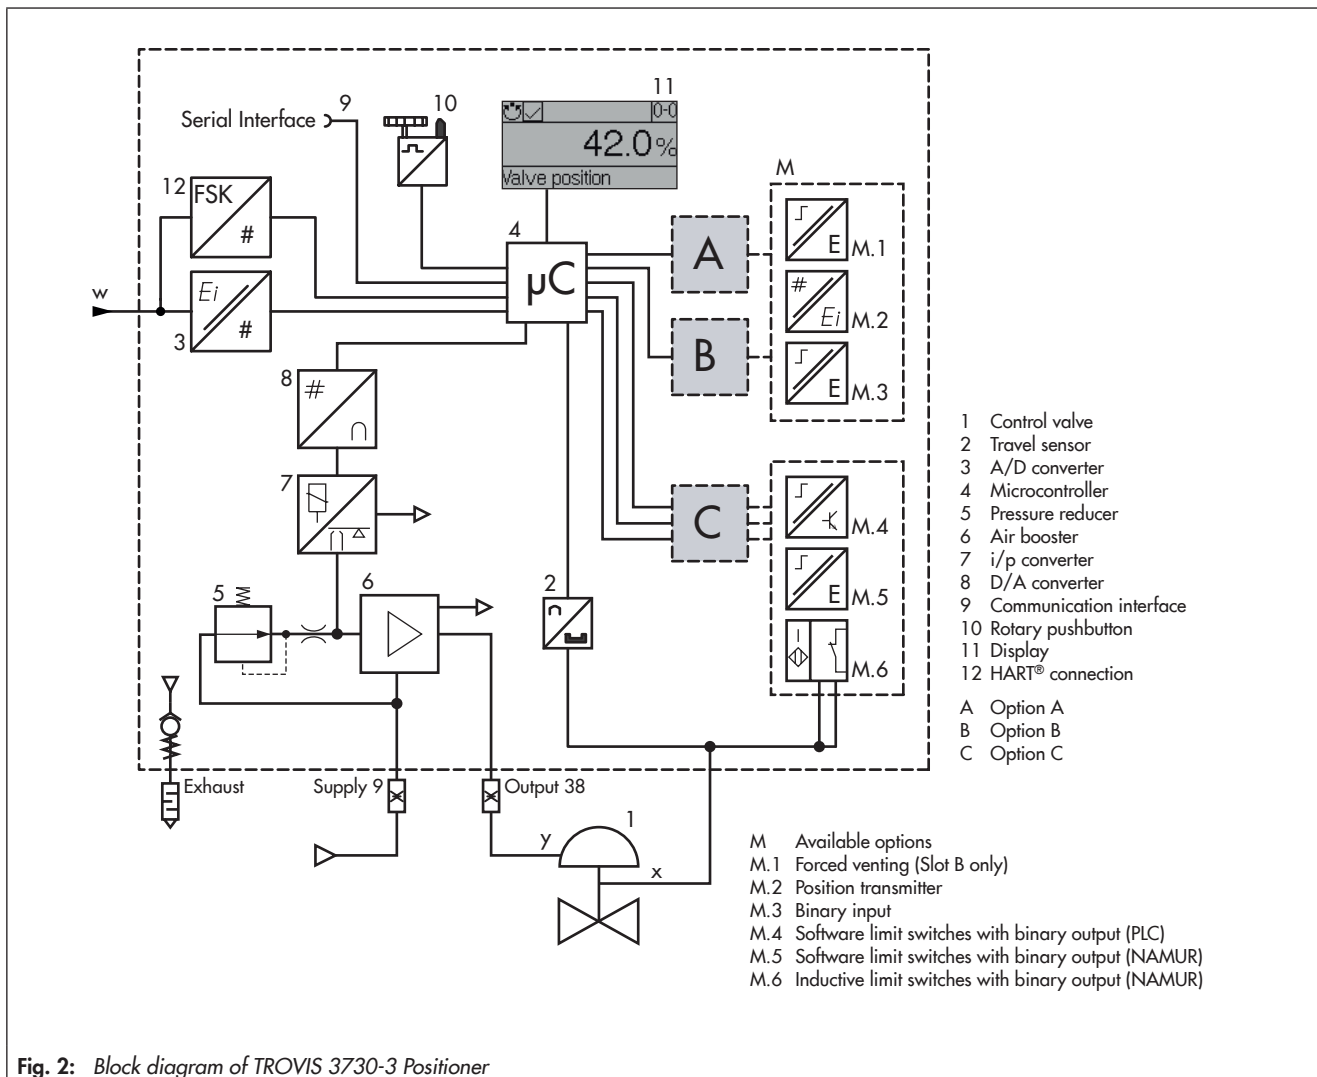 11
Serial Interface
9
10
0-0
42.0%
Valve position
M
12
FSK
#
4
A
E
M.1
w
Ei
#
3
µC
#
Ei
M.2
B
E
M.3
8
#
7
C
M.4
E
M.5
M.6
5
6
2
Exhaust
Supply 9
Output 38
y
1
x
1 Control valve
2 Travel sensor
3 A/D converter
4 Microcontroller
5 Pressure reducer
6 Air booster
7 i/p converter
8 D/A converter
9 Communication interface
10 Rotary pushbutton
11 Display
12 HART® connection
A Option A
B Option B
C Option C
M Available options
M.1 Forced venting (Slot B only)
M.2 Position transmitter
M.3 Binary input
M.4 Software limit switches with binary output (PLC)
M.5 Software limit switches with binary output (NAMUR)
M.6 Inductive limit switches with binary output (NAMUR)
Fig. 2: Block diagram of TROVIS 3730-3 Positioner